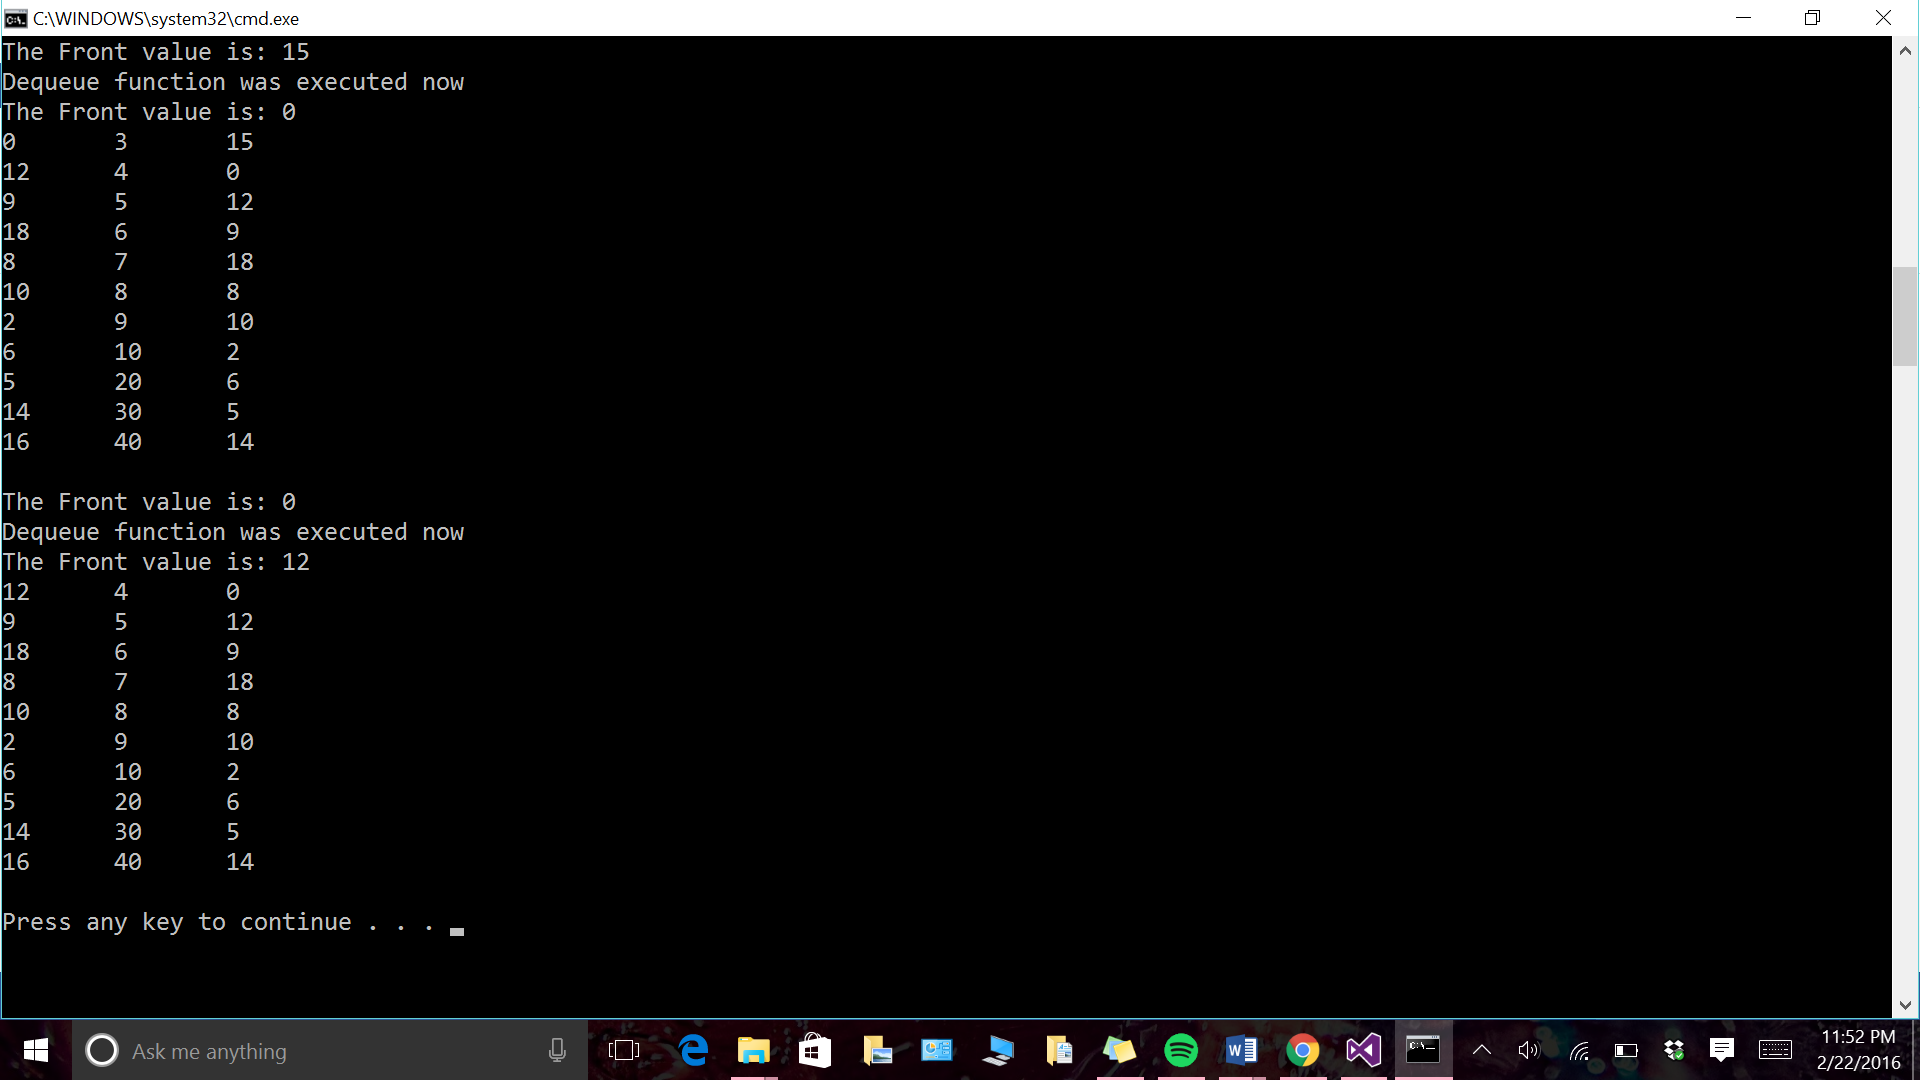 C:\WINDOWS\system32\cmd.exe
The Front value is: 15
Dequeue function was executed now
The Front value is: 0
0 3 15
12 4 0
9 5 12
18 6 9
8 7 18
10 8 8
2 9 10
6 10 2
5 20 6
14 30 5
16 40 14
The Front value is: 0
Dequeue function was executed now
The Front value is: 12
12 4 0
9 5 12
18 6 9
8 7 18
10 8 8
2 9 10
6 10 2
5 20 6
14 30 5
16 40 14
Press any key to continue . . .
Ask me anything
11:52 PM
2/22/2016